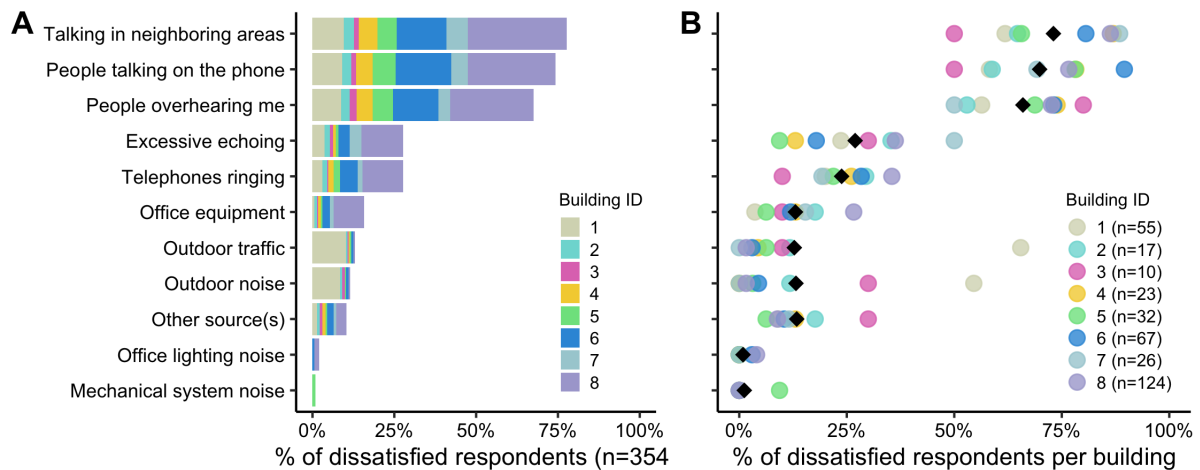 A
B
Talking in neighboring areas
People talking on the phone
People overhearing me
Excessive echoing
Telephones ringing
Office equipment
Outdoor traffic
Outdoor noise
Other source(s)
Office lighting noise
Mechanical system noise
Building ID
1
2
3
4
5
6
7
8
0% 25% 50% 75% 100%
% of dissatisfied respondents (n=354
Building ID
1 (n=55)
2 (n=17)
3 (n=10)
4 (n=23)
5 (n=32)
6 (n=67)
7 (n=26)
8 (n=124)
0% 25% 50% 75% 100%
% of dissatisfied respondents per building